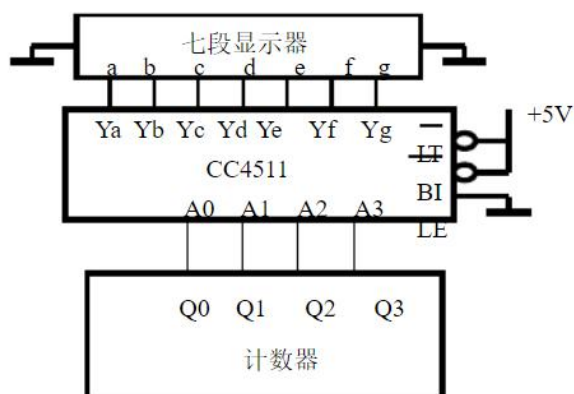 七段显示器
a b c d e f g
+5V
Ya Yb Yc Yd Ye Yf Yg
LT
CC4511
BI
A0 A1 A2 A3
LE
Q0 Q1 Q2 Q3
计数器